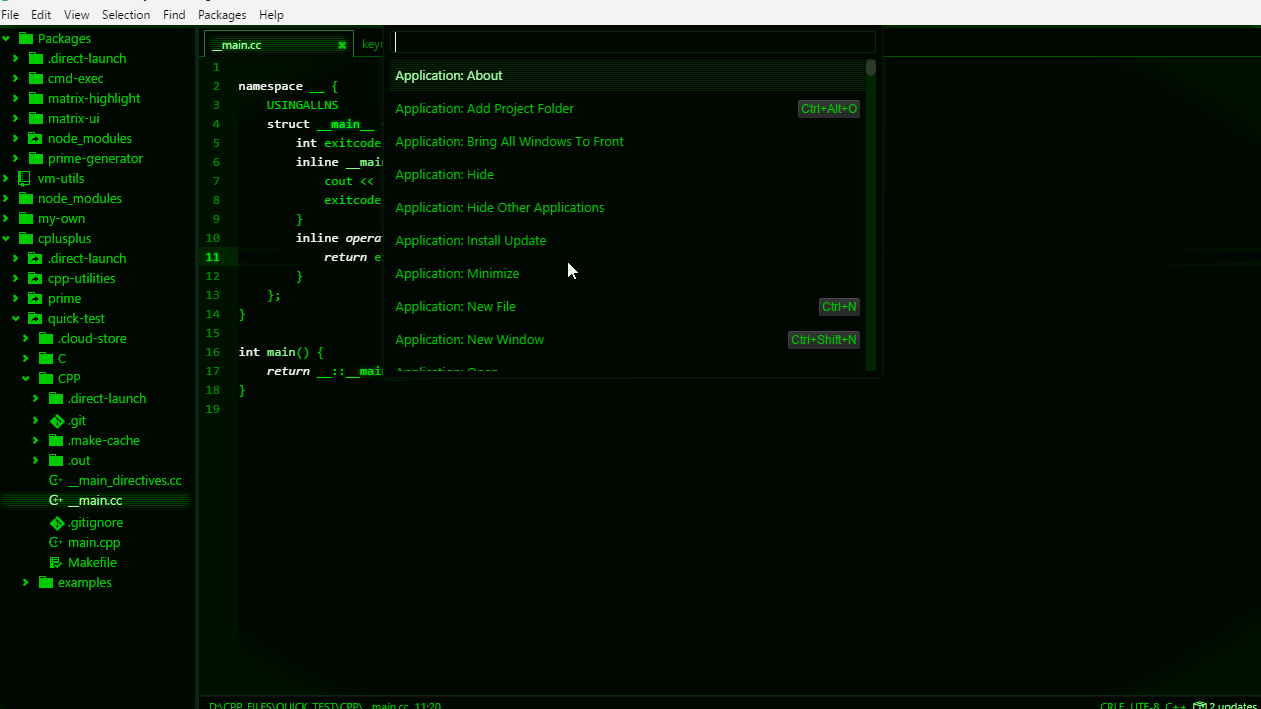 File Edit View Selection Find Packages Help
Packages
.direct-launch
cmd-exec
matrix-highlight
matrix-ui
node_modules
prime-generator
vm-utils
node_modules
my-own
cplusplus
.direct-launch
cpp-utilities
prime
quick-test
.cloud-store
C
CPP
.direct-launch
.git
.make-cache
.out
__main_directives.cc
__main.cc
.gitignore
main.cpp
Makefile
examples
__main.cc
1
2 namespace __ {
3 USINGALLNS
4 struct __main__
5 int exitcode
6 inline __mai
7 cout <<
8 exitcode
9 }
10 inline opera
11 return e
12 }
13 };
14 }
15
16 int main() {
17 return __::__mai
18 }
19
Application: About
Application: Add Project Folder Ctrl+Alt+O
Application: Bring All Windows To Front
Application: Hide
Application: Hide Other Applications
Application: Install Update
Application: Minimize
Application: New File Ctrl+N
Application: New Window Ctrl+Shift+N
Application: Open
D:\CPP_FILES\QUICK_TEST\CPP\__main.cc 11:20
CRLF UTF-8 C++ 2 updates